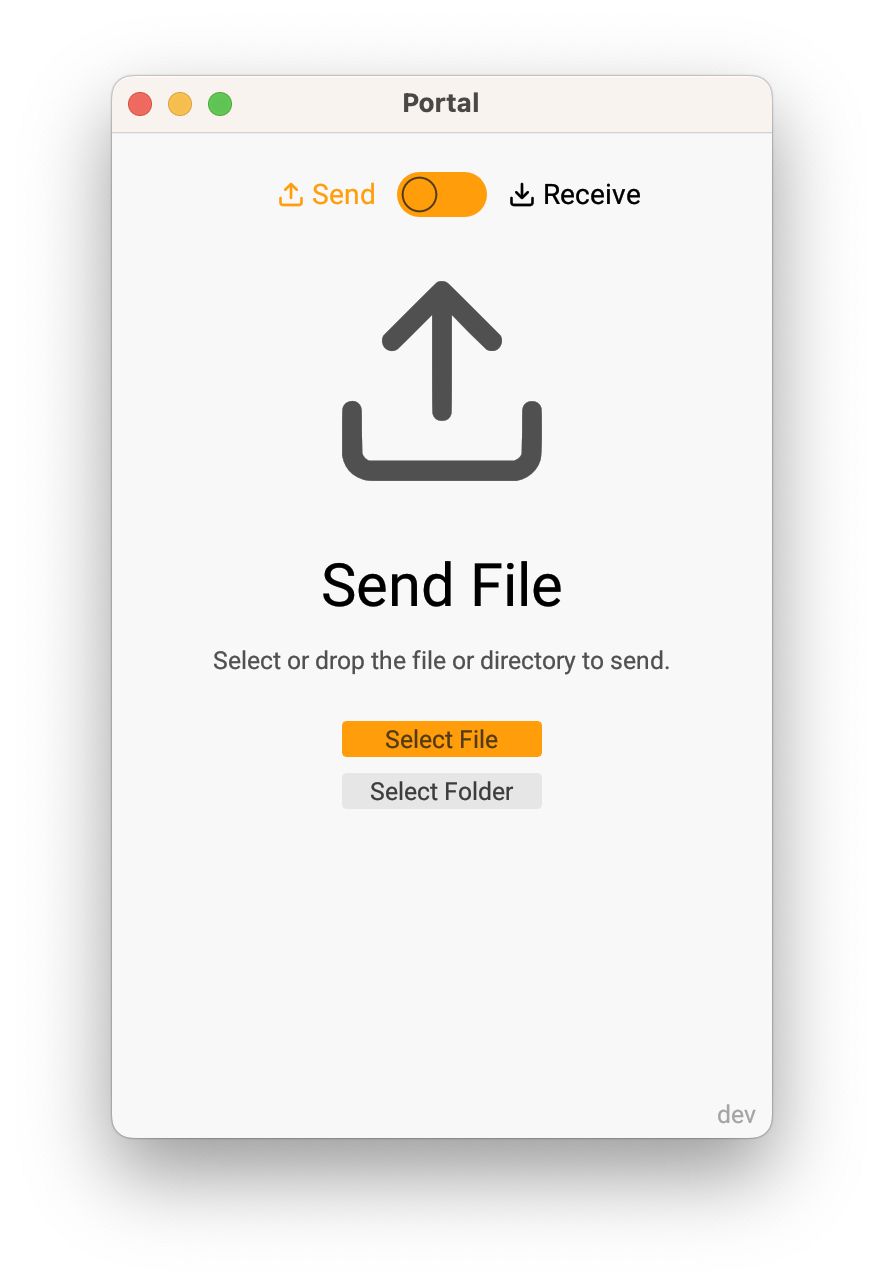 Portal
Send Receive
Send File
Select or drop the file or directory to send.
Select File
Select Folder
dev